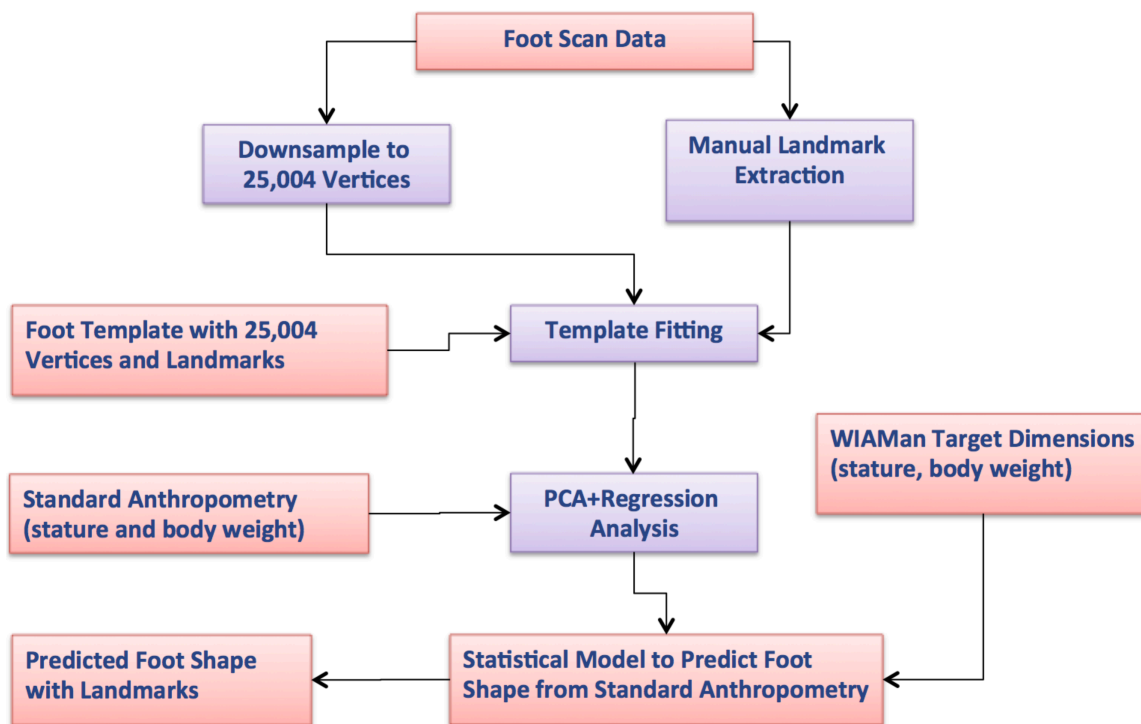 Foot Scan Data
Downsample to
25,004 Vertices
Manual Landmark
Extraction
Foot Template with 25,004
Vertices and Landmarks
Template Fitting
WIAMan Target Dimensions
(stature, body weight)
Standard Anthropometry
(stature and body weight)
PCA+Regression
Analysis
Predicted Foot Shape
with Landmarks
Statistical Model to Predict Foot
Shape from Standard Anthropometry